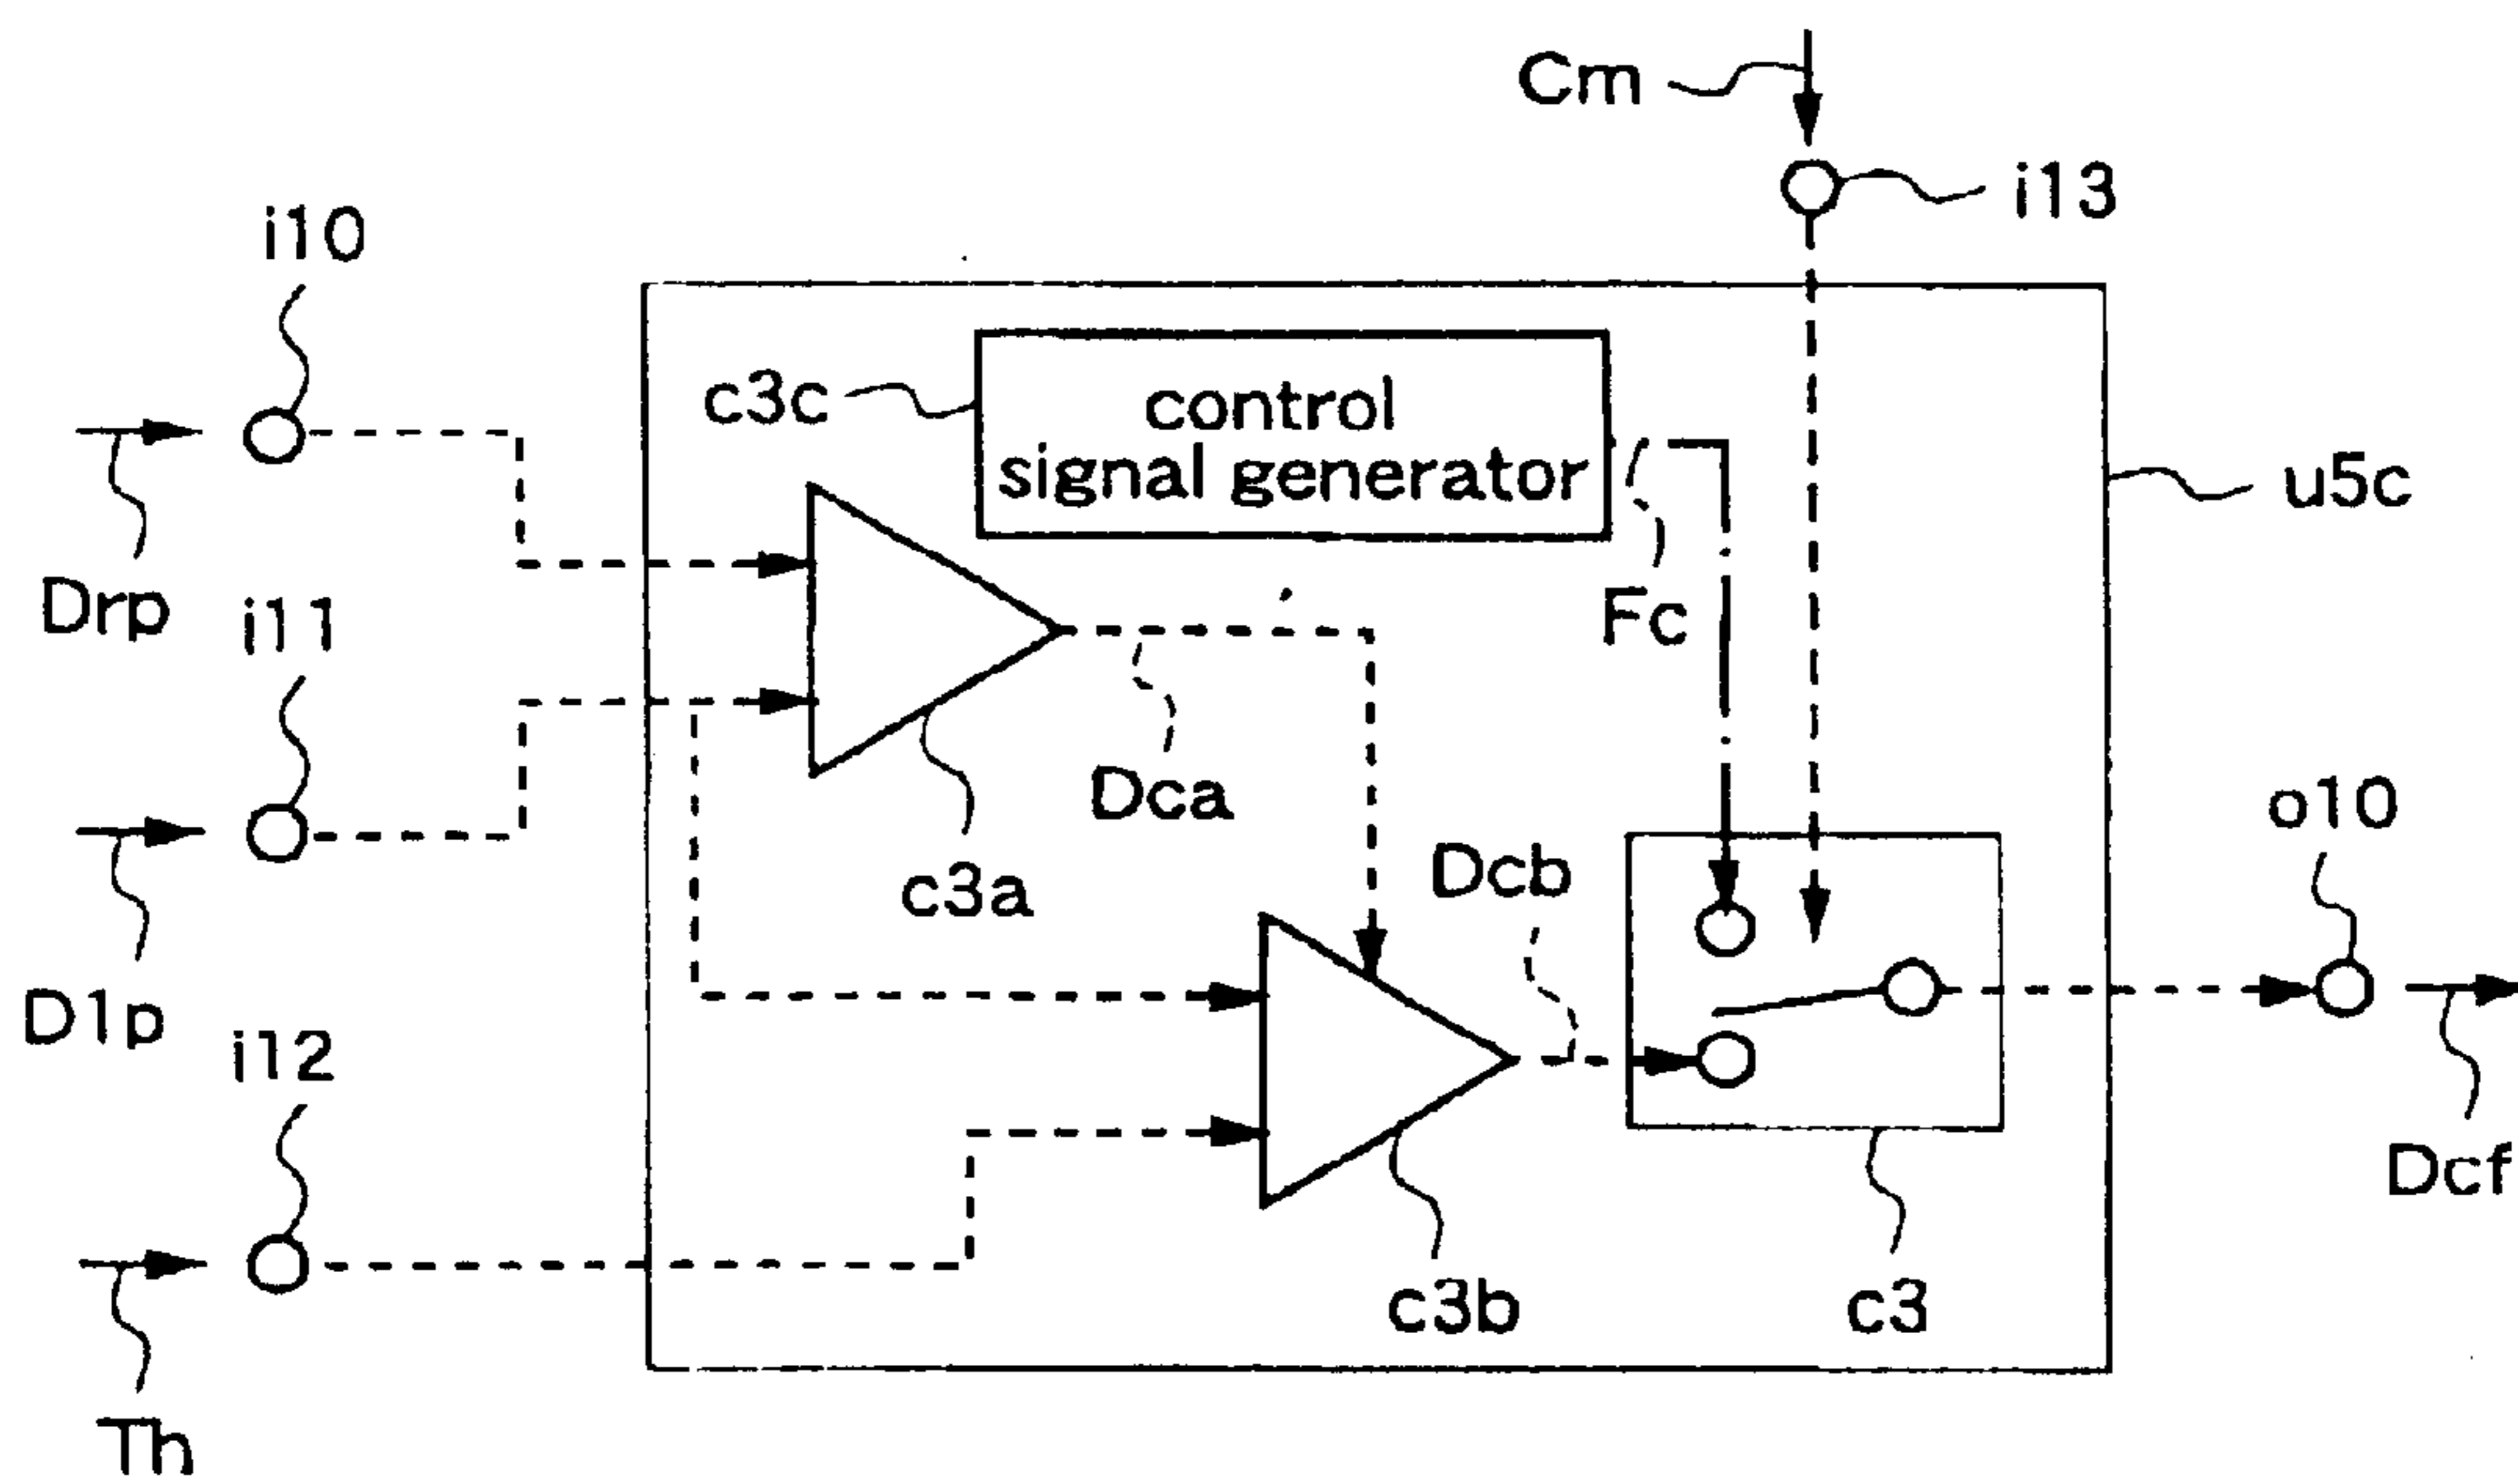 Cm
i13
i10
c3c
control
signal generator
u5c
Drp
i11
Fc
Dca
o10
c3a
Dcb
D1p
i12
Dcf
c3b
c3
Th